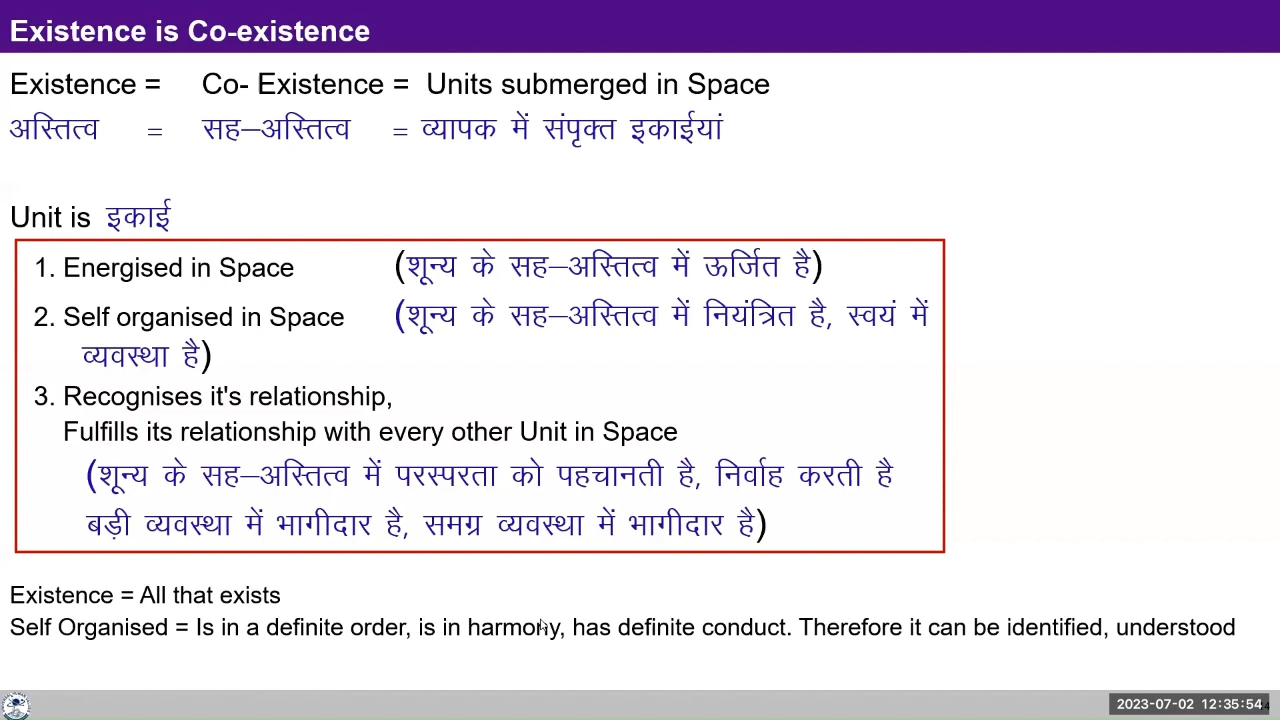 Existence is Co-existence
Existence = Co- Existence = Units submerged in Space
अस्तित्व = सह–अस्तित्व = व्यापक में संपृक्त इकाईयां
Unit is इकाई
1. Energised in Space (शून्य के सह–अस्तित्व में ऊर्जित है)
2. Self organised in Space (शून्य के सह–अस्तित्व में नियंत्रित है, स्वयं में
व्यवस्था है)
3. Recognises it's relationship,
Fulfills its relationship with every other Unit in Space
(शून्य के सह–अस्तित्व में परस्परता को पहचानती है, निर्वाह करती है
बड़ी व्यवस्था में भागीदार है, समग्र व्यवस्था में भागीदार है)
Existence = All that exists
Self Organised = Is in a definite order, is in harmony, has definite conduct. Therefore it can be identified, understood
2023-07-02 12:35:54